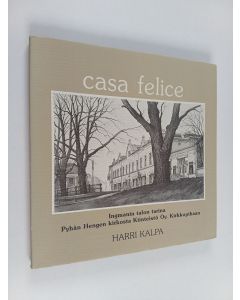 casa felice
Ingmanin talon tarina
Pyhän Hengen kirkosta Kiinteistö Oy. Kirkkopihaan
HARRI KALPA